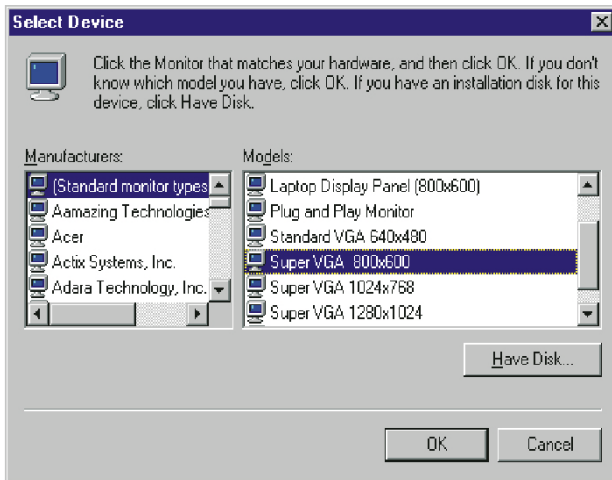 Select Device
Click the Monitor that matches your hardware, and then click OK. If you don't
know which model you have, click OK. If you have an installation disk for this
device, click Have Disk.
Manufacturers:
(Standard monitor types
Aamazing Technologies
Acer
Actix Systems, Inc.
Adara Technology, Inc.
Models:
Laptop Display Panel (800x600)
Plug and Play Monitor
Standard VGA 640x480
Super VGA 800x600
Super VGA 1024x768
Super VGA 1280x1024
Have Disk...
OK
Cancel